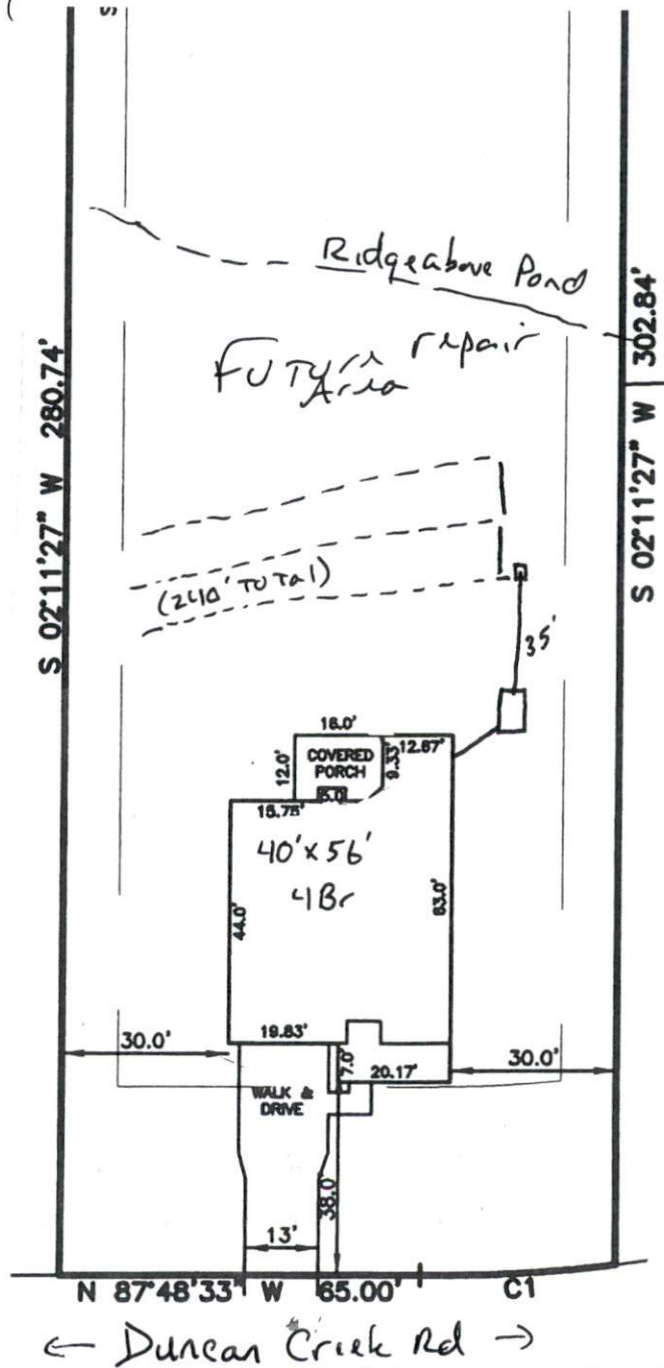 Ridgeabove Pond
Future repair
Area
S 02°11'27" W 280.74'
S 02°11'27" W 302.84'
(240' TOTal)
35'
16.0'
12.67'
12.0'
COVERED
PORCH
9.33'
5.0'
15.75'
40' x 56'
4Br
44.0'
63.0'
19.83'
30.0'
7.0'
20.17'
30.0'
WALK &
DRIVE
38.0'
13'
N 87°48'33" W 65.00' C1
← Duncan Creek Rd →